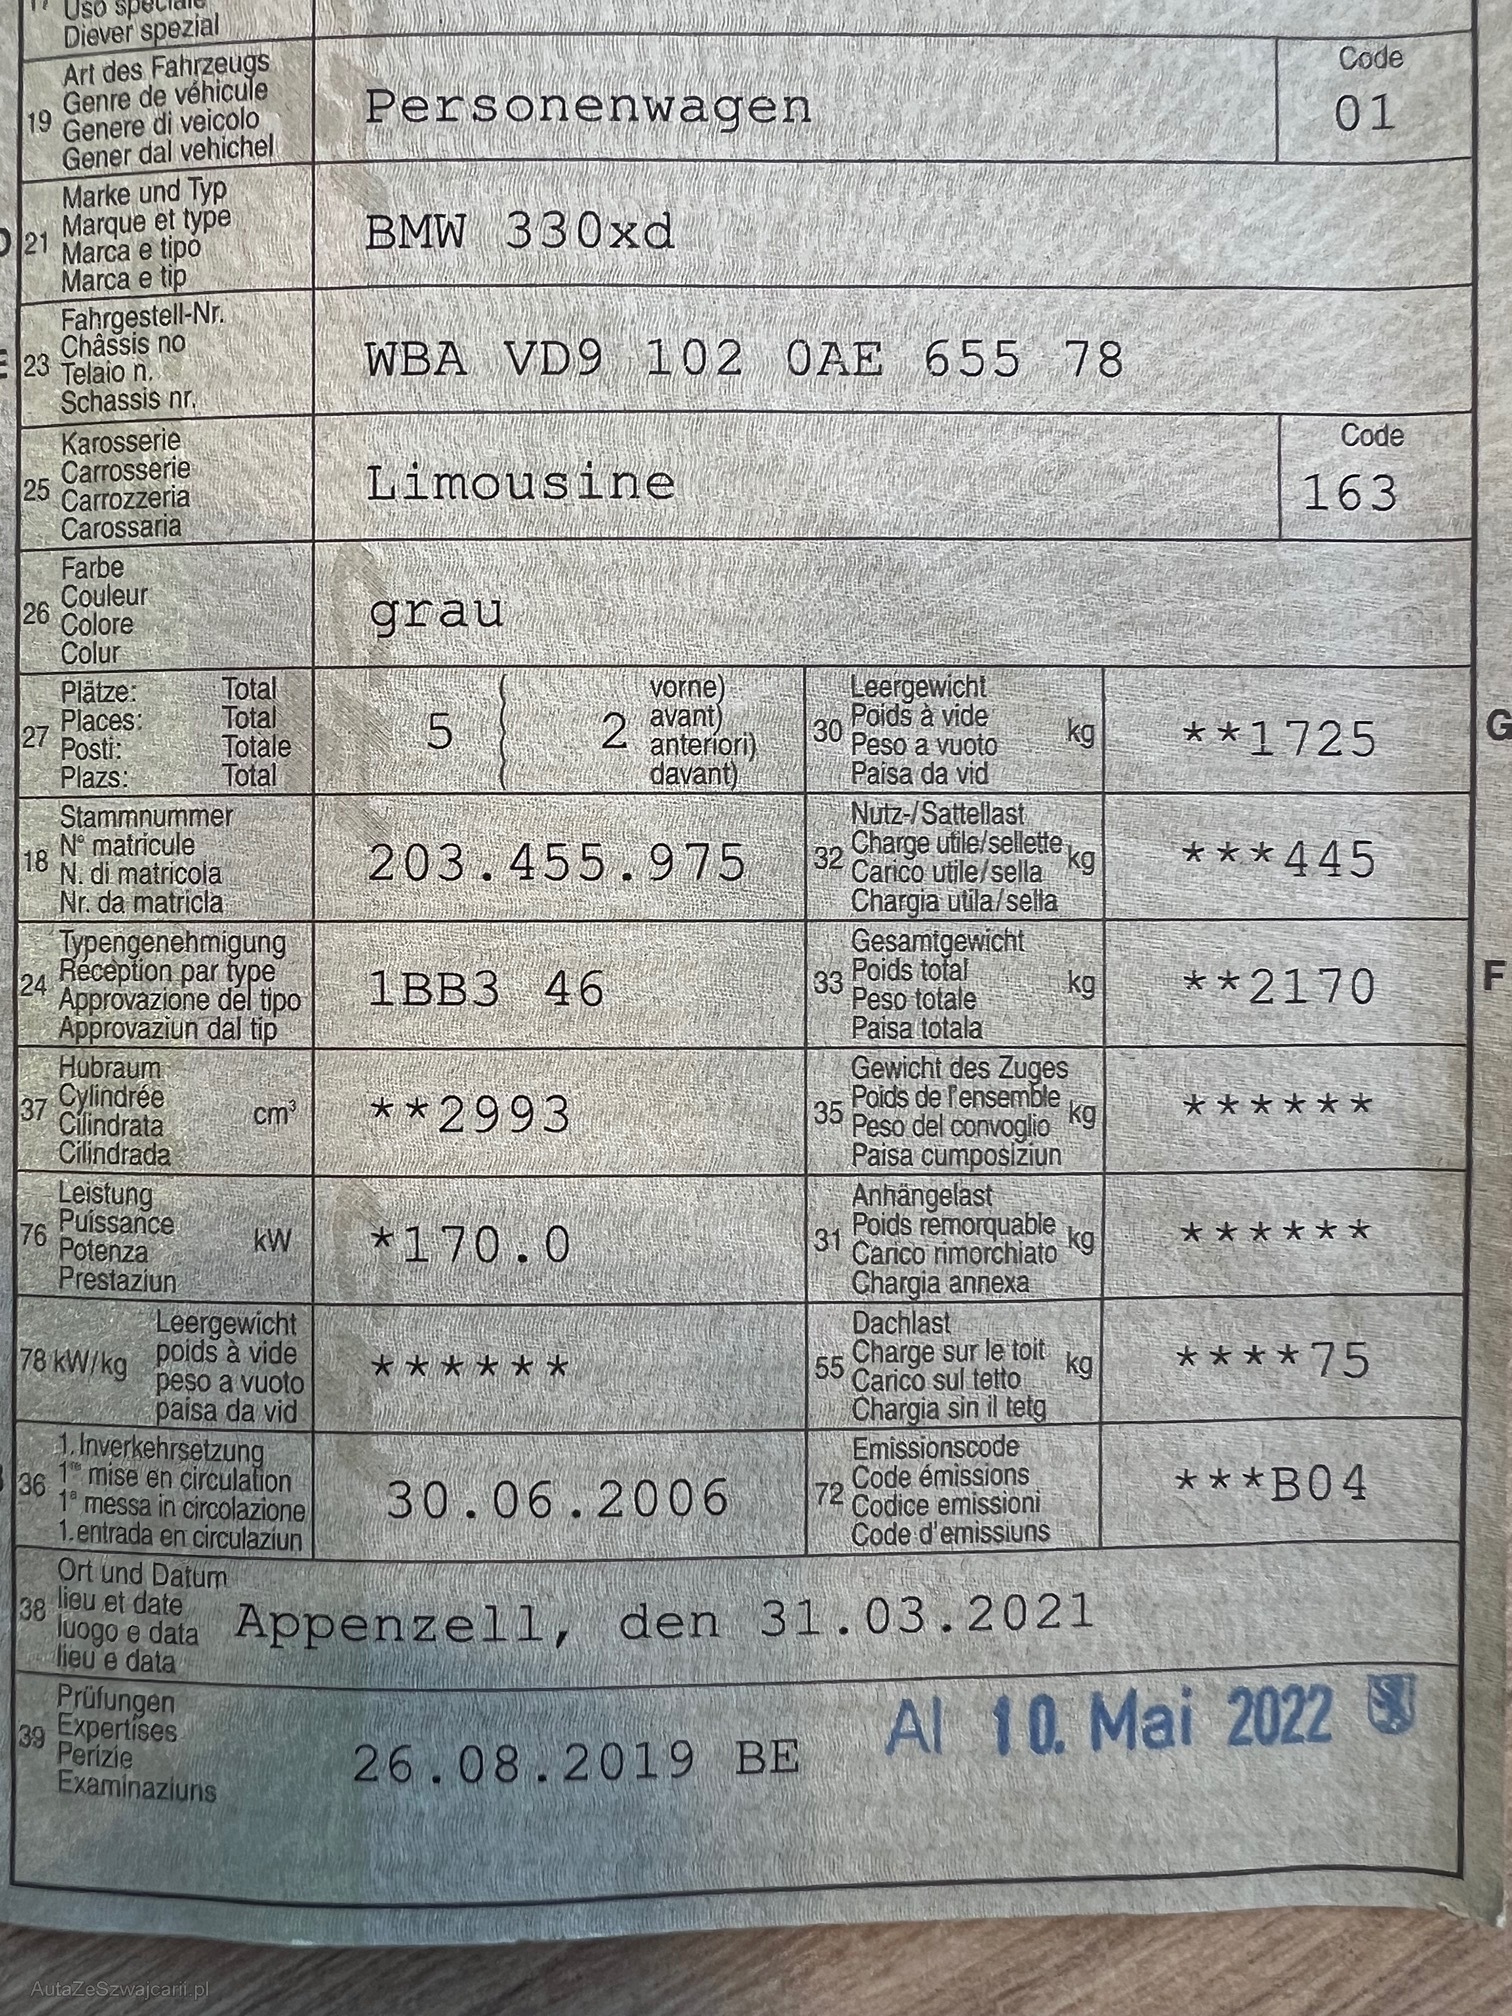 17 Uso speciale
Diever spezial
Art des Fahrzeugs
Genre de véhicule
19 Genere di veicolo
Gener dal vehichel
Personenwagen
Code
01
Marke und Typ
Marque et type
21 Marca e tipo
Marca e tip
BMW 330xd
Fahrgestell-Nr.
Châssis no
23 Telaio n.
Schassis nr.
WBA VD9 102 0AE 655 78
Karosserie
Carrosserie
25 Carrozzeria
Carossaria
Limousine
Code
163
Farbe
Couleur
26 Colore
Colur
grau
Plätze: Total
Places: Total
27 Posti: Totale
Plazs: Total
5 2
vorne)
avant)
anteriori)
davant)
Leergewicht
30 Poids à vide kg
Peso a vuoto
Paisa da vid
**1725
G
Stammnummer
N° matricule
18 N. di matricola
Nr. da matricla
203.455.975
Nutz-/Sattellast
32 Charge utile/sellette kg
Carico utile/sella
Chargia utila/sella
***445
Typengenehmigung
24 Réception par type
Approvazione del tipo
Approvaziun dal tip
1BB3 46
Gesamtgewicht
33 Poids total kg
Peso totale
Paisa totala
**2170
F
Hubraum
37 Cylindrée cm³
Cilindrata
Cilindrada
**2993
Gewicht des Zuges
35 Poids de l'ensemble kg
Peso del convoglio
Paisa cumposiziun
******
Leistung
76 Puissance kW
Potenza
Prestaziun
*170.0
Anhängelast
31 Poids remorquable kg
Carico rimorchiato
Chargia annexa
******
Leergewicht
78 kW/kg poids à vide
peso a vuoto
paisa da vid
******
Dachlast
55 Charge sur le toit kg
Carico sul tetto
Chargia sin il tetg
****75
1. Inverkehrsetzung
36 1re mise en circulation
1a messa in circolazione
1. entrada en circulaziun
30.06.2006
Emissionscode
72 Code émissions
Codice emissioni
Code d'emissiuns
***B04
Ort und Datum
38 lieu et date
luogo e data
lieu e data
Appenzell, den 31.03.2021
Prüfungen
39 Expertises
Perizie
Examinaziuns
26.08.2019 BE
AI 10. Mai 2022
AutaZeSzwajcarii.pl